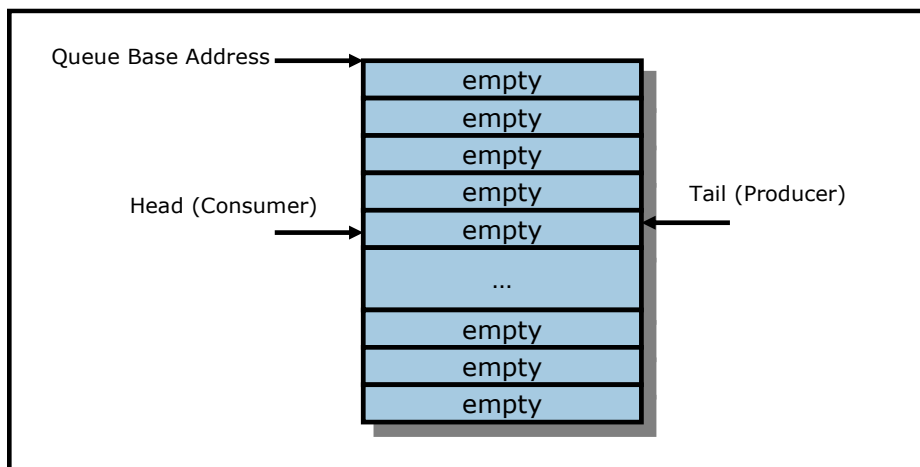 Queue Base Address
empty
empty
empty
empty
Head (Consumer)
Tail (Producer)
empty
...
empty
empty
empty